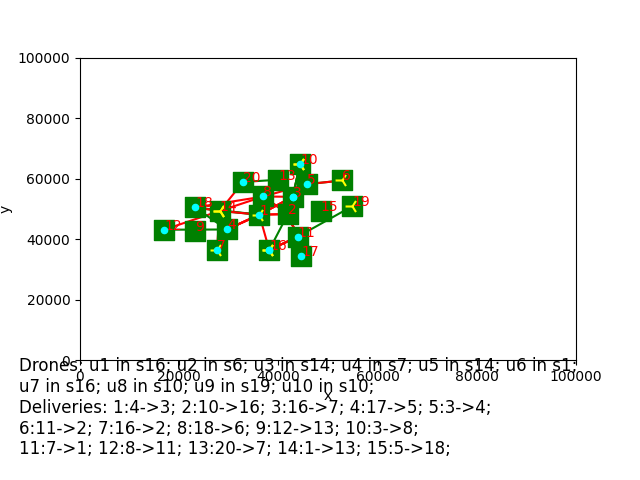 100000
80000
60000
40000
20000
0
y
0 20000 40000 60000 80000 100000
x
Drones: u1 in s16; u2 in s6; u3 in s14; u4 in s7; u5 in s14; u6 in s1;
u7 in s16; u8 in s10; u9 in s19; u10 in s10;
Deliveries: 1:4->3; 2:10->16; 3:16->7; 4:17->5; 5:3->4;
6:11->2; 7:16->2; 8:18->6; 9:12->13; 10:3->8;
11:7->1; 12:8->11; 13:20->7; 14:1->13; 15:5->18;